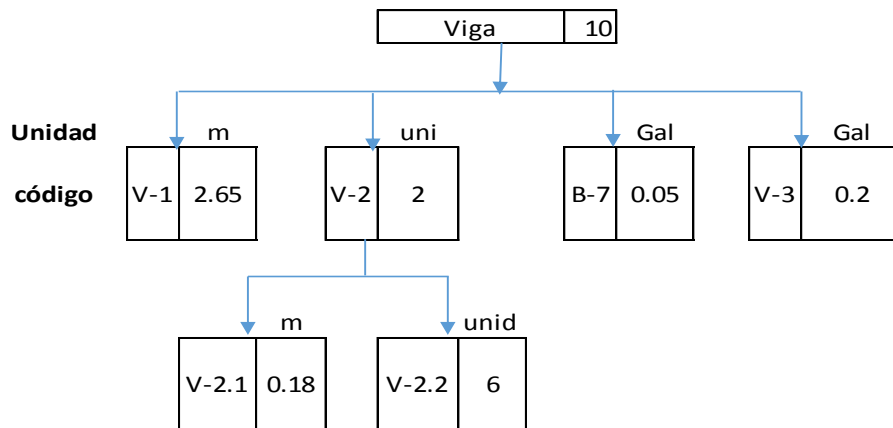 Viga 10
Unidad m uni Gal Gal
código V-1 2.65 V-2 2 B-7 0.05 V-3 0.2
m unid
V-2.1 0.18 V-2.2 6